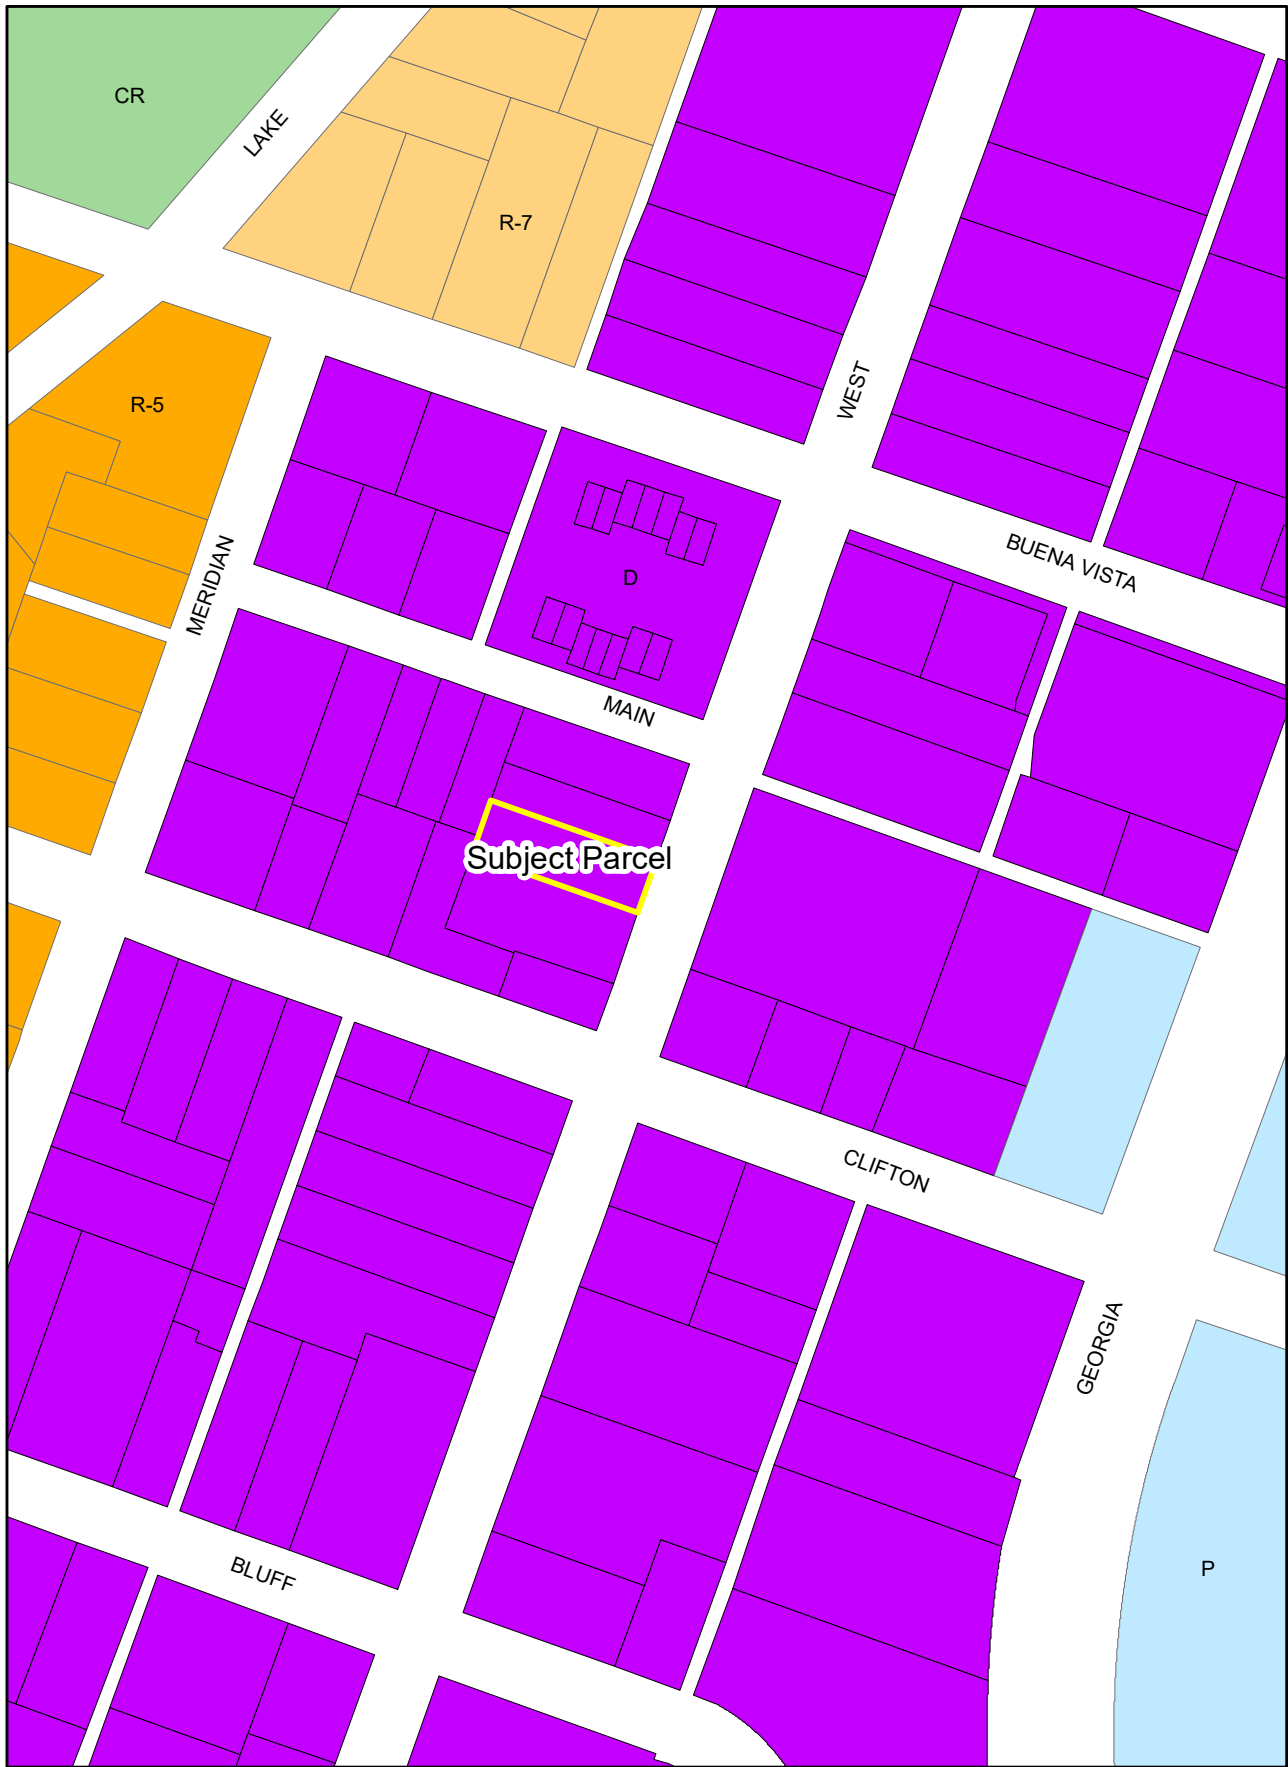 CR
LAKE
R-7
R-5
WEST
BUENA VISTA
MERIDIAN
D
MAIN
Subject Parcel
CLIFTON
GEORGIA
BLUFF
P